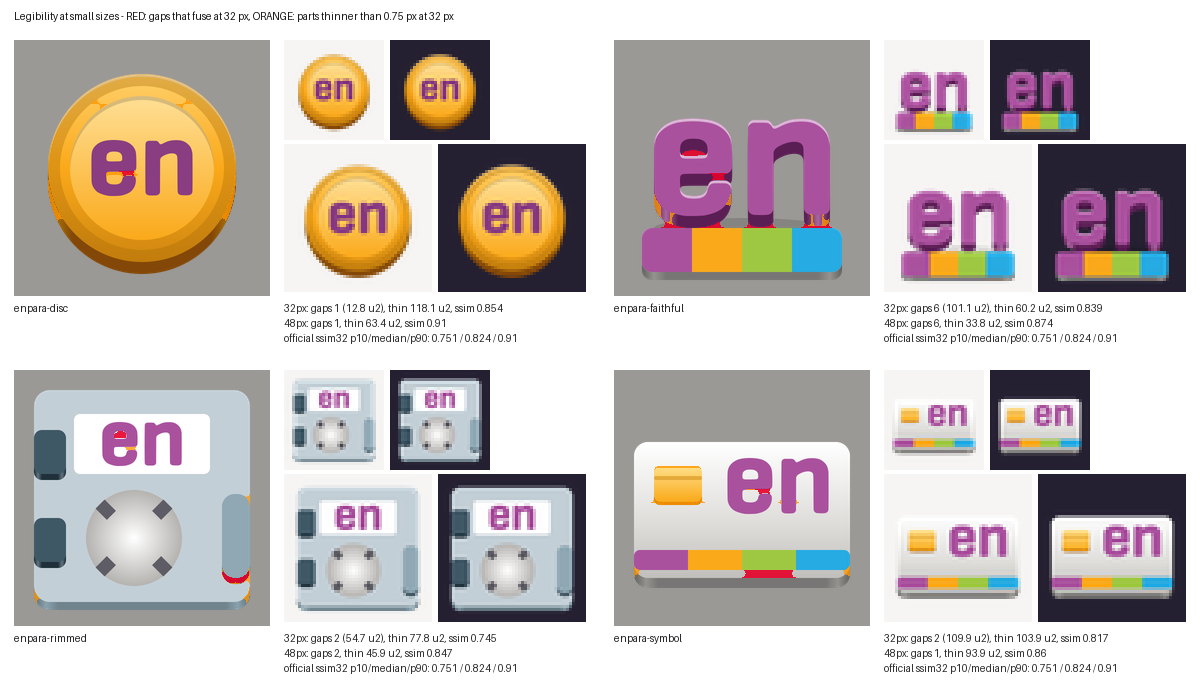 Legibility at small sizes - RED: gaps that fuse at 32 px, ORANGE: parts thinner than 0.75 px at 32 px
en
en
en
en
en
en
en
en
en
en
enpara-disc
32px: gaps 1 (12.8 u2), thin 118.1 u2, ssim 0.854
48px: gaps 1, thin 63.4 u2, ssim 0.91
official ssim32 p10/median/p90: 0.751 / 0.824 / 0.91
enpara-faithful
32px: gaps 6 (101.1 u2), thin 60.2 u2, ssim 0.839
48px: gaps 6, thin 33.8 u2, ssim 0.874
official ssim32 p10/median/p90: 0.751 / 0.824 / 0.91
en
en
en
en
en
en
en
en
en
en
enpara-rimmed
32px: gaps 2 (54.7 u2), thin 77.8 u2, ssim 0.745
48px: gaps 2, thin 45.9 u2, ssim 0.847
official ssim32 p10/median/p90: 0.751 / 0.824 / 0.91
enpara-symbol
32px: gaps 2 (109.9 u2), thin 103.9 u2, ssim 0.817
48px: gaps 1, thin 93.9 u2, ssim 0.86
official ssim32 p10/median/p90: 0.751 / 0.824 / 0.91